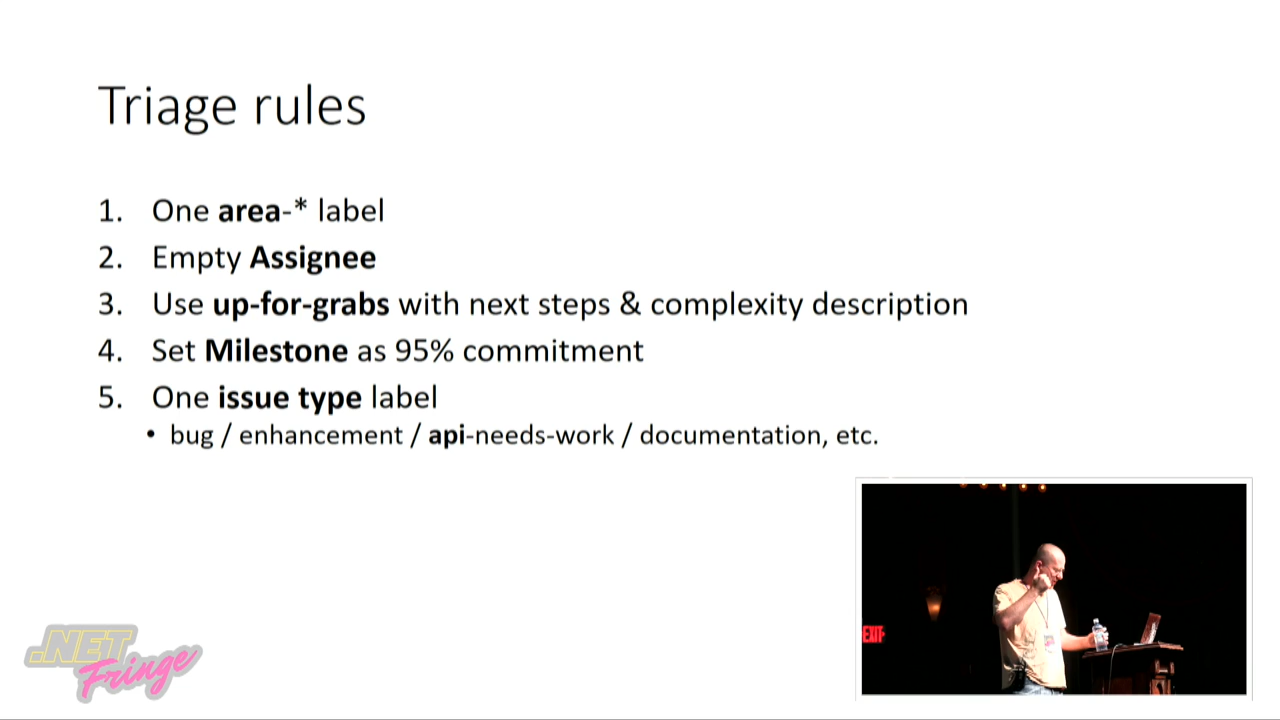 Triage rules
1. One area-* label
2. Empty Assignee
3. Use up-for-grabs with next steps & complexity description
4. Set Milestone as 95% commitment
5. One issue type label
• bug / enhancement / api-needs-work / documentation, etc.
EXIT
.NET
Fringe